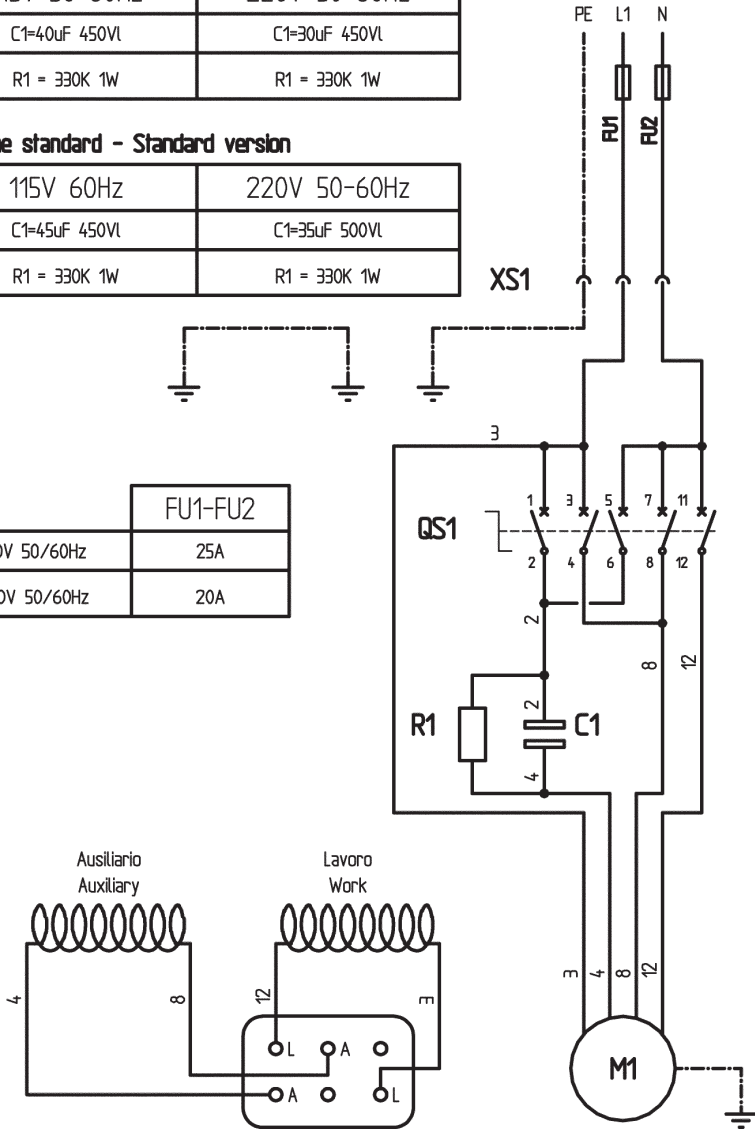 C1=40uF 450Vl C1=30uF 450Vl
R1 = 330K 1W R1 = 330K 1W
standard - Standard version
115V 60Hz 220V 50-60Hz
C1=45uF 450Vl C1=35uF 500Vl
R1 = 330K 1W R1 = 330K 1W
PE L1 N
FU1 FU2
XS1
3
FU1-FU2
50/60Hz 25A
50/60Hz 20A
QS1
1 3 5 7 11
2 4 6 8 12
2
8 12
R1
2
C1
4
Ausiliario
Auxiliary
Lavoro
Work
4 8 12 3
L A
A L
3 4 8 12
M1